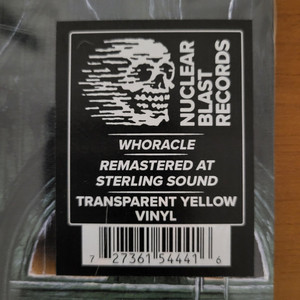 NUCLEAR
BLAST
RECORDS
WHORACLE
REMASTERED AT
STERLING SOUND
TRANSPARENT YELLOW
VINYL
7 27361 54441 6